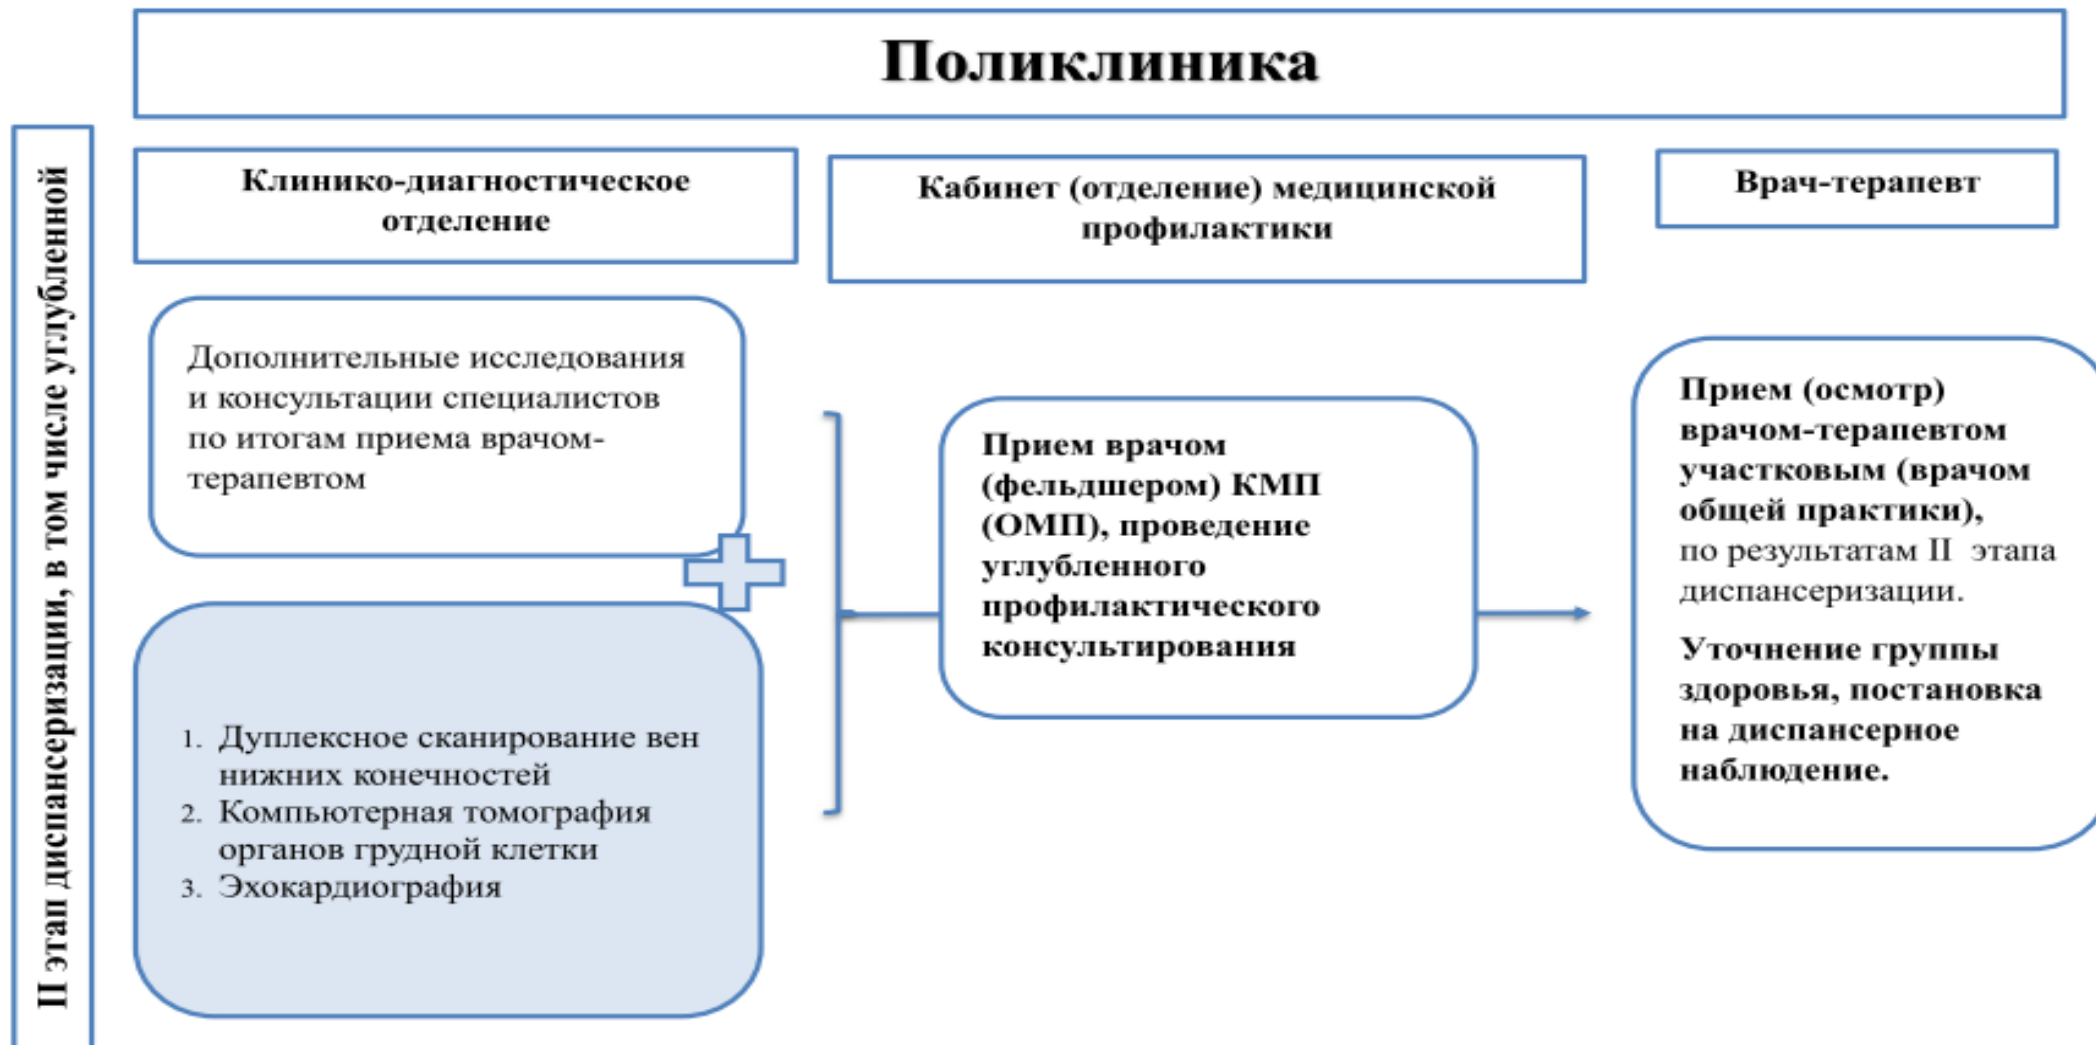 Поликлиника
II этап диспансеризации, в том числе углубленной
Клинико-диагностическое
отделение
Кабинет (отделение) медицинской
профилактики
Врач-терапевт
Дополнительные исследования
и консультации специалистов
по итогам приема врачом-
терапевтом
1. Дуплексное сканирование вен
нижних конечностей
2. Компьютерная томография
органов грудной клетки
3. Эхокардиография
Прием врачом
(фельдшером) КМП
(ОМП), проведение
углубленного
профилактического
консультирования
Прием (осмотр)
врачом-терапевтом
участковым (врачом
общей практики),
по результатам II этапа
диспансеризации.
Уточнение группы
здоровья, постановка
на диспансерное
наблюдение.